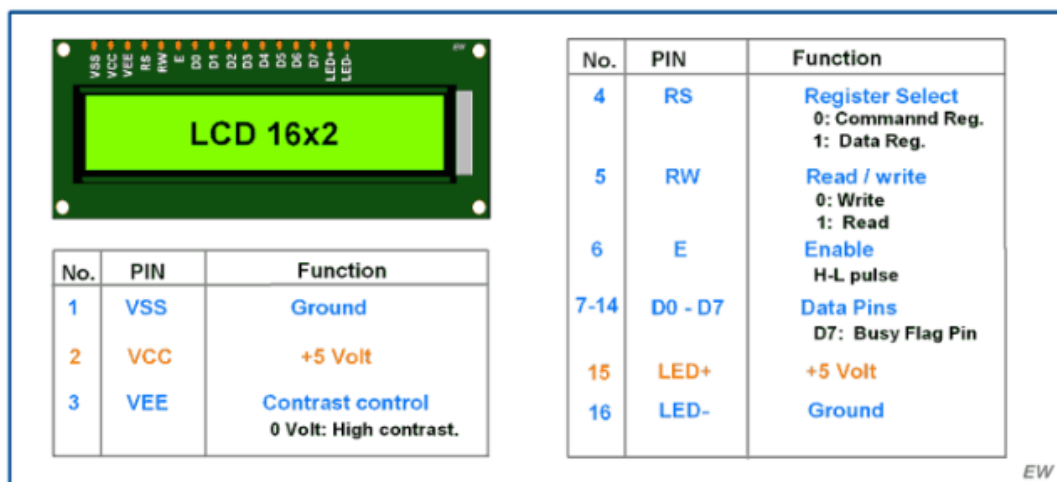 EW
VSS
VCC
VEE
RS
RW
E
D0
D1
D2
D3
D4
D5
D6
D7
LED+
LED-
LCD 16x2
No. PIN Function
1 VSS Ground
2 VCC +5 Volt
3 VEE Contrast control
0 Volt: High contrast.
No. PIN Function
4 RS Register Select
0: Commannd Reg.
1: Data Reg.
5 RW Read / write
0: Write
1: Read
6 E Enable
H-L pulse
7-14 D0 - D7 Data Pins
D7: Busy Flag Pin
15 LED+ +5 Volt
16 LED- Ground
EW